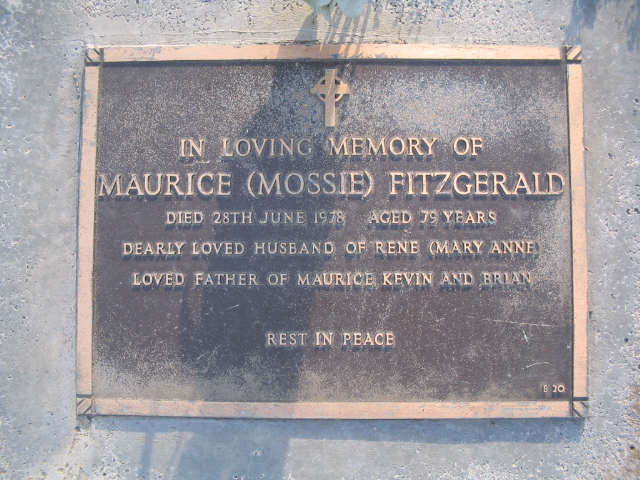 IN LOVING MEMORY OF
MAURICE (MOSSIE) FITZGERALD
DIED 28TH JUNE 1978 AGED 79 YEARS
DEARLY LOVED HUSBAND OF RENE (MARY ANNE)
LOVED FATHER OF MAURICE, KEVIN AND BRIAN
REST IN PEACE
E 20